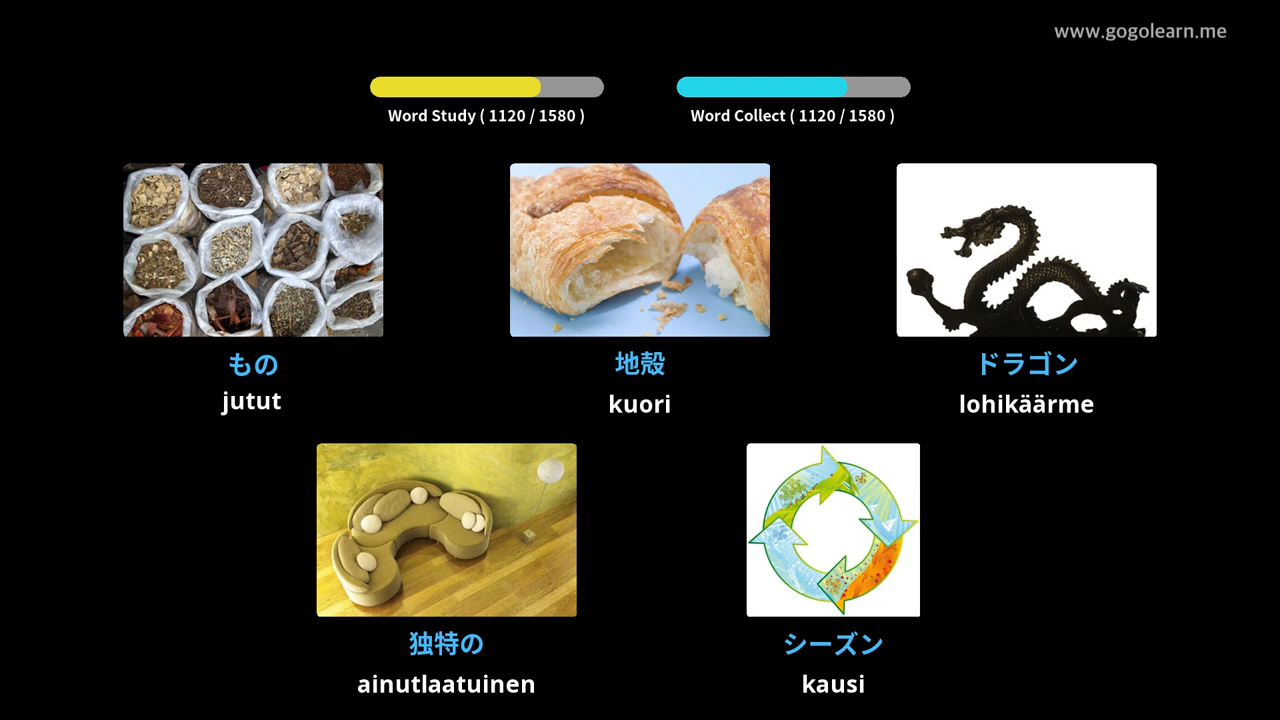 www.gogolearn.me
Word Study ( 1120 / 1580 )
Word Collect ( 1120 / 1580 )
もの
jutut
地殻
kuori
ドラゴン
lohikäärme
独特の
ainutlaatuinen
シーズン
kausi